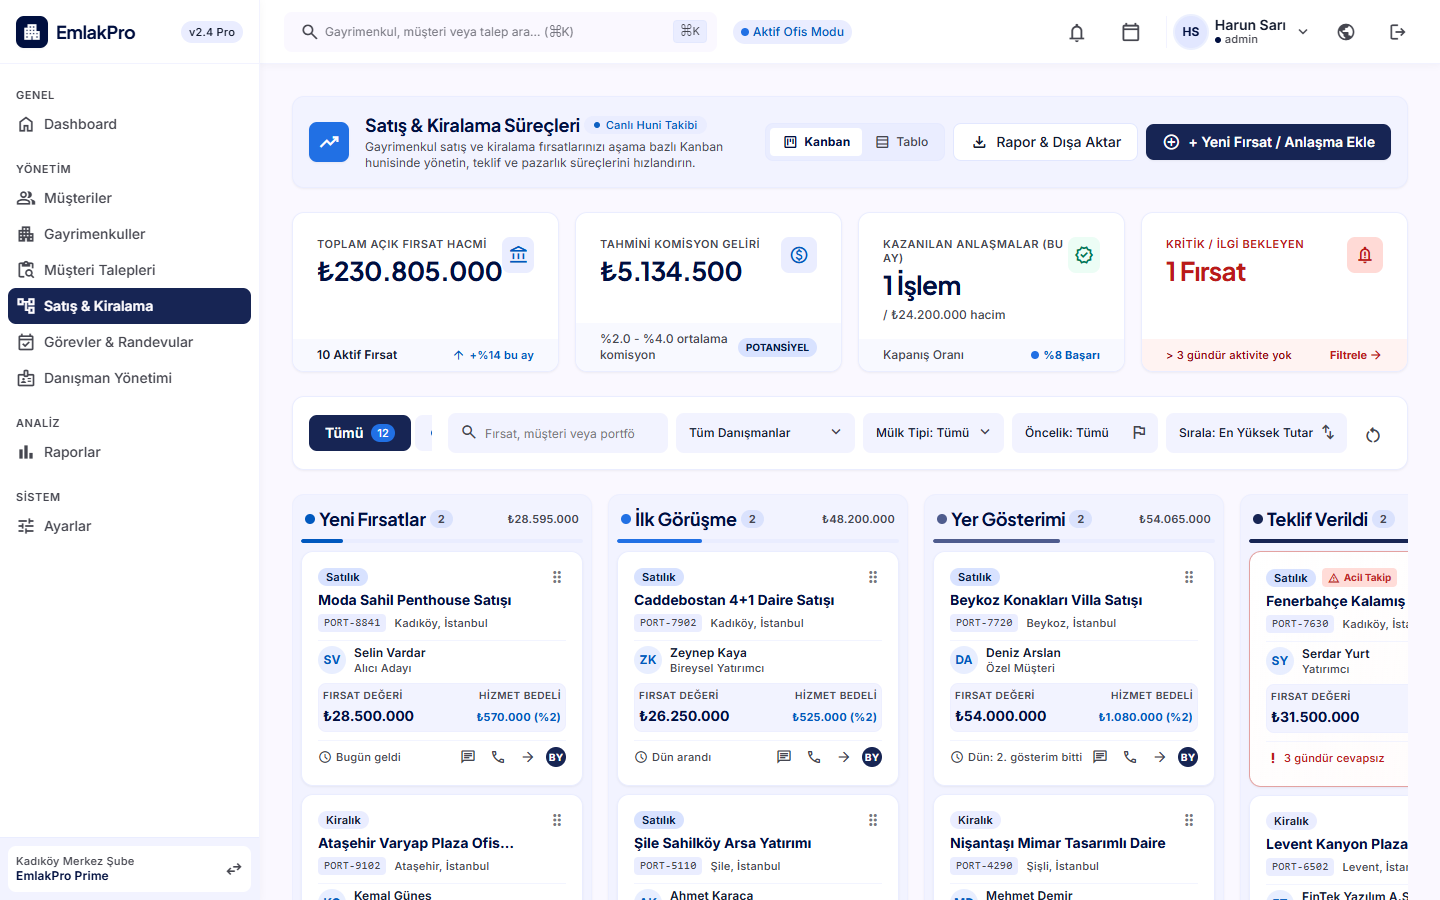 EmlakPro
v2.4 Pro
Gayrimenkul, müşteri veya talep ara... (⌘K)
⌘K
Aktif Ofis Modu
HS
Harun Sarı
admin
GENEL
Dashboard
YÖNETİM
Müşteriler
Gayrimenkuller
Müşteri Talepleri
Satış & Kiralama
Görevler & Randevular
Danışman Yönetimi
ANALİZ
Raporlar
SİSTEM
Ayarlar
Kadıköy Merkez Şube
EmlakPro Prime
Satış & Kiralama Süreçleri
Canlı Huni Takibi
Gayrimenkul satış ve kiralama fırsatlarınızı aşama bazlı Kanban
hunisinde yönetin, teklif ve pazarlık süreçlerini hızlandırın.
Kanban
Tablo
Rapor & Dışa Aktar
+ Yeni Fırsat / Anlaşma Ekle
TOPLAM AÇIK FIRSAT HACMİ
₺230.805.000
10 Aktif Fırsat
+%14 bu ay
TAHMİNİ KOMİSYON GELİRİ
₺5.134.500
%2.0 - %4.0 ortalama
komisyon
POTANSİYEL
KAZANILAN ANLAŞMALAR (BU
AY)
1 İşlem
/ ₺24.200.000 hacim
Kapanış Oranı
%8 Başarı
KRİTİK / İLGİ BEKLEYEN
1 Fırsat
> 3 gündür aktivite yok
Filtrele
Tümü 12
Fırsat, müşteri veya portfö
Tüm Danışmanlar
Mülk Tipi: Tümü
Öncelik: Tümü
Sırala: En Yüksek Tutar
Yeni Fırsatlar 2
₺28.595.000
Satılık
Moda Sahil Penthouse Satışı
PORT-8841 Kadıköy, İstanbul
SV
Selin Vardar
Alıcı Adayı
FIRSAT DEĞERİ
HİZMET BEDELİ
₺28.500.000
₺570.000 (%2)
Bugün geldi
BY
Kiralık
Ataşehir Varyap Plaza Ofis...
PORT-9102 Ataşehir, İstanbul
Kemal Güneş
İlk Görüşme 2
₺48.200.000
Satılık
Caddebostan 4+1 Daire Satışı
PORT-7902 Kadıköy, İstanbul
ZK
Zeynep Kaya
Bireysel Yatırımcı
FIRSAT DEĞERİ
HİZMET BEDELİ
₺26.250.000
₺525.000 (%2)
Dün arandı
BY
Satılık
Şile Sahilköy Arsa Yatırımı
PORT-5110 Şile, İstanbul
Ahmet Karaca
Yer Gösterimi 2
₺54.065.000
Satılık
Beykoz Konakları Villa Satışı
PORT-7720 Beykoz, İstanbul
DA
Deniz Arslan
Özel Müşteri
FIRSAT DEĞERİ
HİZMET BEDELİ
₺54.000.000
₺1.080.000 (%2)
Dün: 2. gösterim bitti
BY
Kiralık
Nişantaşı Mimar Tasarımlı Daire
PORT-4290 Şişli, İstanbul
Mehmet Demir
Teklif Verildi 2
Satılık
Acil Takip
Fenerbahçe Kalamış
PORT-7630 Kadıköy, İsta
SY
Serdar Yurt
Yatırımcı
FIRSAT DEĞERİ
₺31.500.000
3 gündür cevapsız
Kiralık
Levent Kanyon Plaza
PORT-6502 Levent, İstan
FinTek Yazılım A.Ş